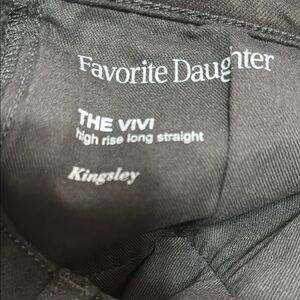 Favorite Daughter
THE VIVI
high rise long straight
Kingsley